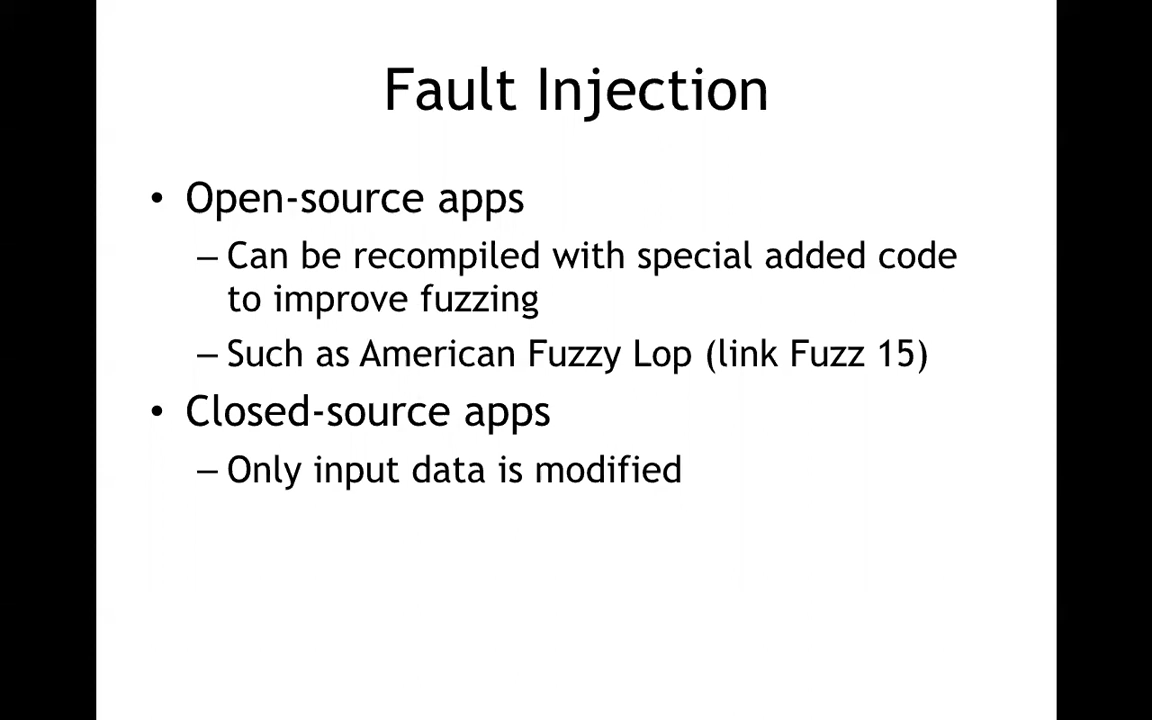 Fault Injection
• Open-source apps
– Can be recompiled with special added code
to improve fuzzing
– Such as American Fuzzy Lop (link Fuzz 15)
• Closed-source apps
– Only input data is modified